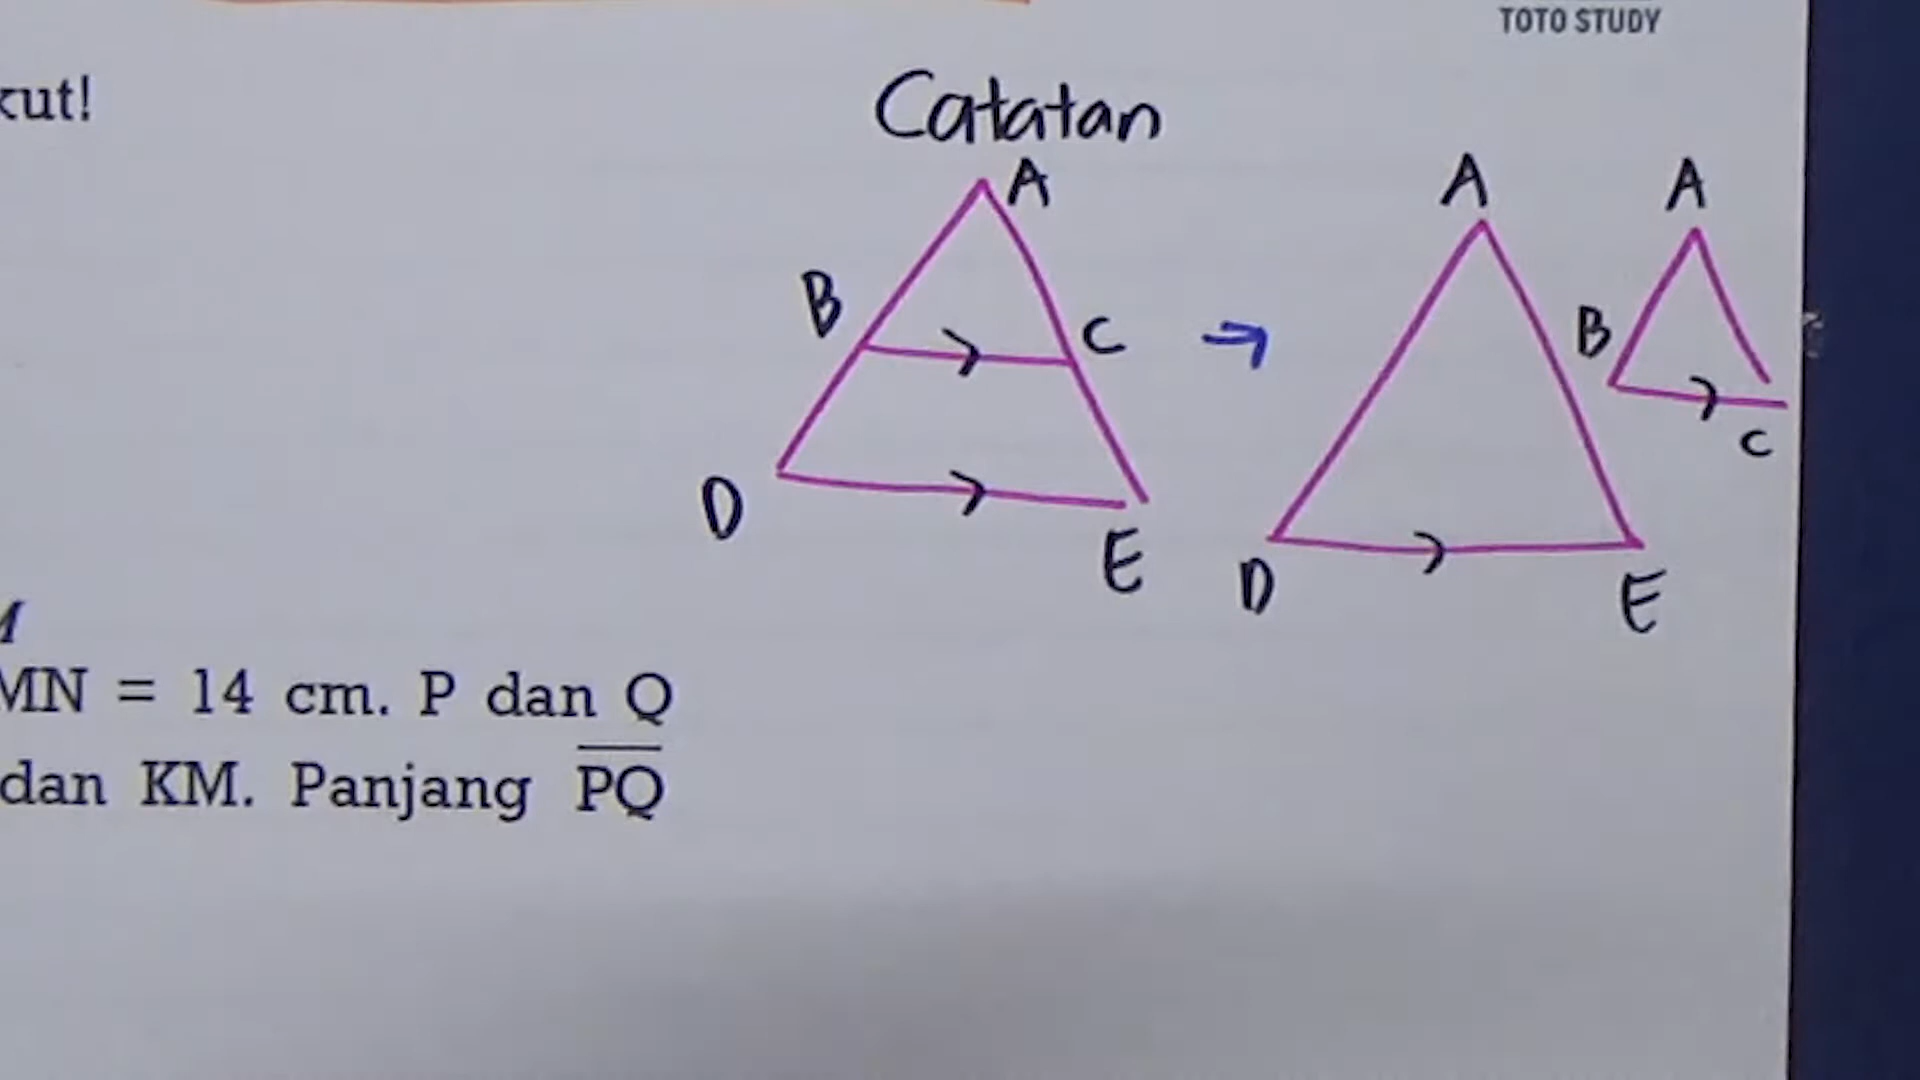 TOTO STUDY
kut!
Catatan
A
B
C
D
E
A
D
E
A
B
C
M
MN = 14 cm. P dan Q
dan KM. Panjang PQ